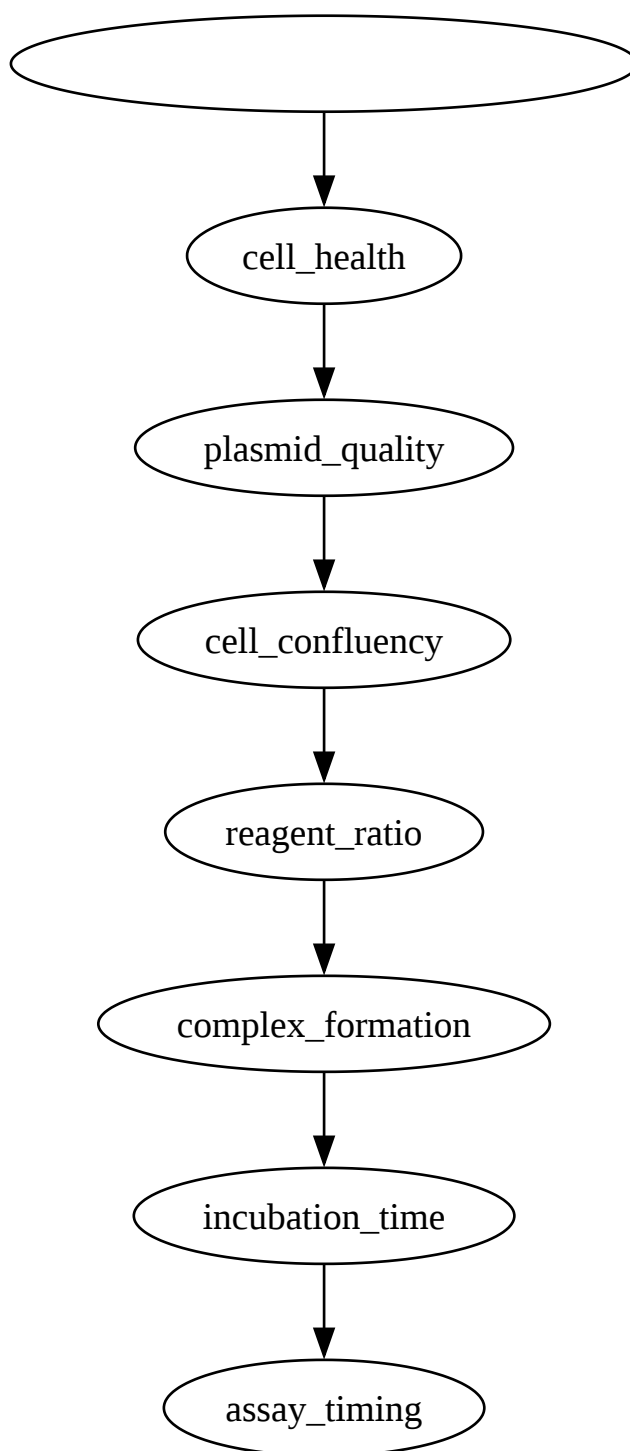 cell_health
plasmid_quality
cell_confluency
reagent_ratio
complex_formation
incubation_time
assay_timing